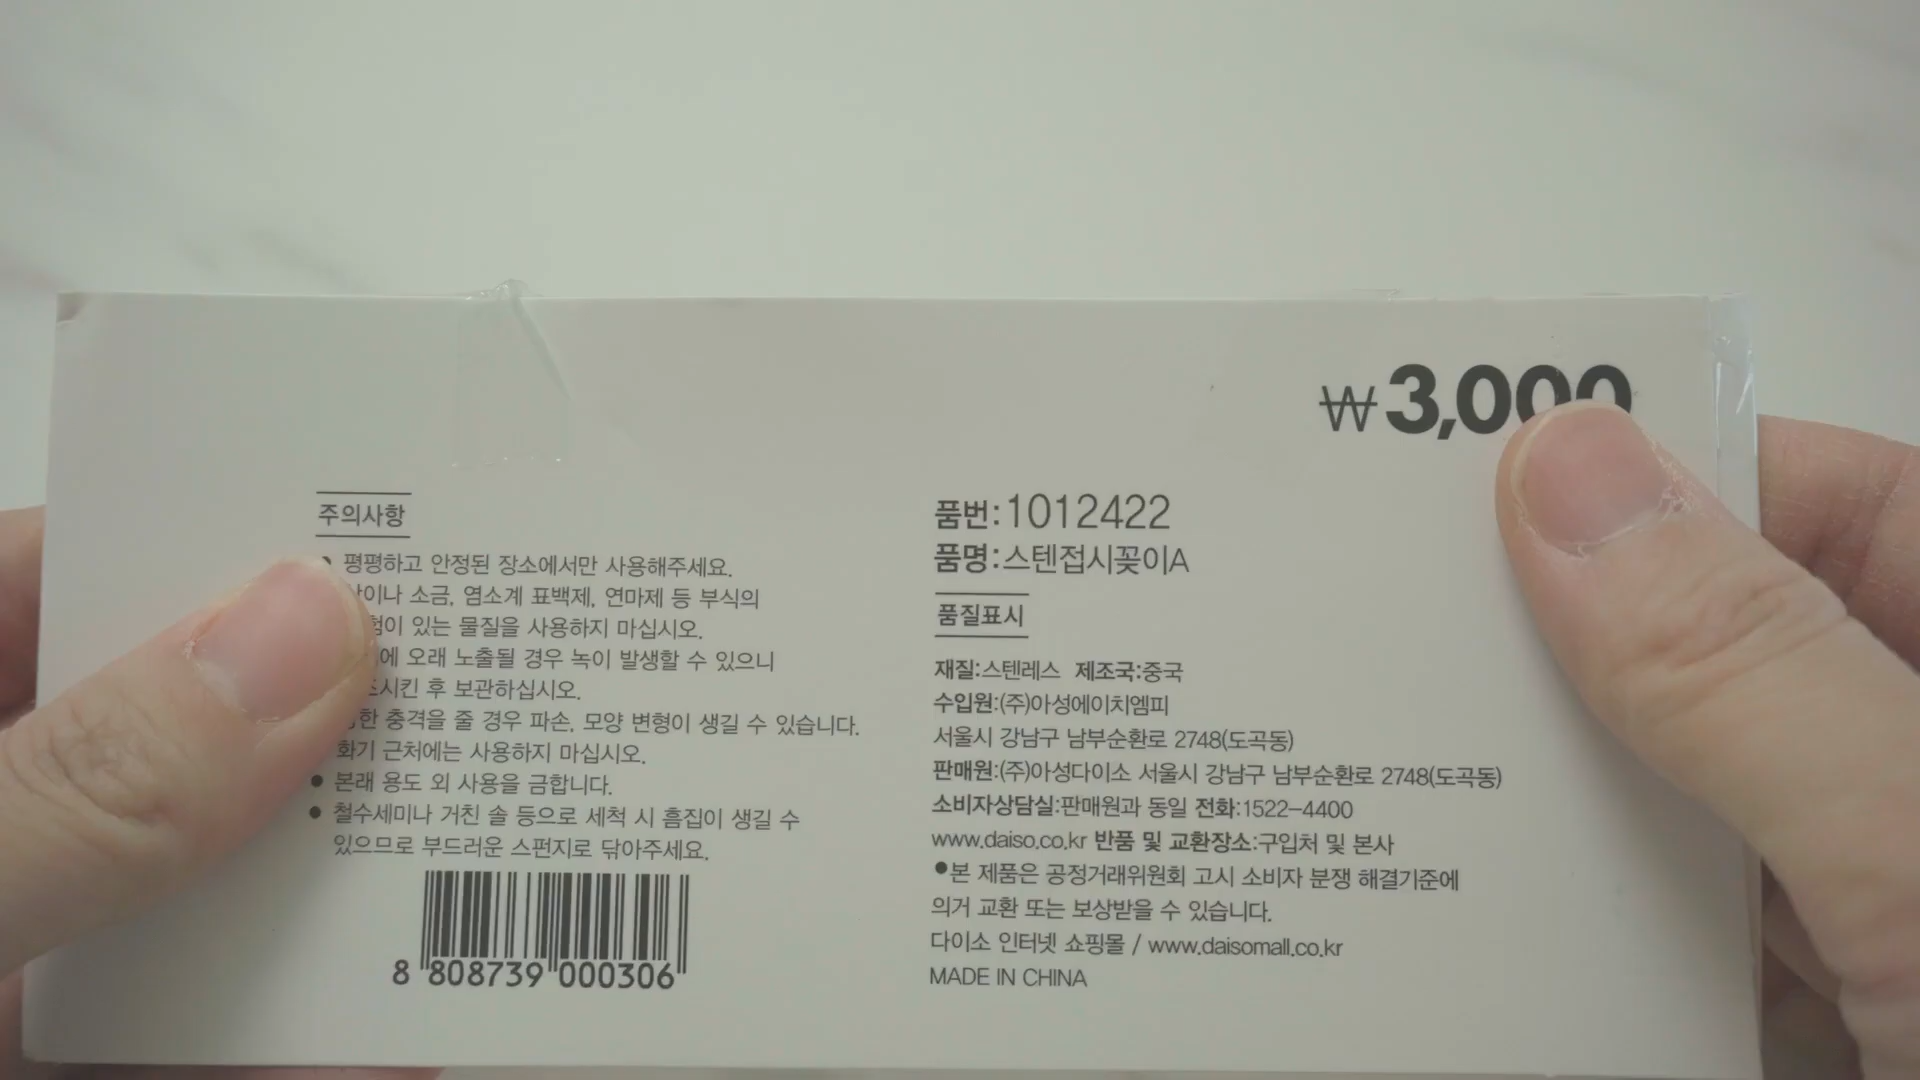 ₩3,000
주의사항
평평하고 안정된 장소에서만 사용해주세요.
소금, 염소계 표백제, 연마제 등 부식의
있는 물질을 사용하지 마십시오.
오래 노출될 경우 녹이 발생할 수 있으니
후 보관하십시오.
충격을 줄 경우 파손, 모양 변형이 생길 수 있습니다.
화기 근처에는 사용하지 마십시오.
● 본래 용도 외 사용을 금합니다.
● 철수세미나 거친 솔 등으로 세척 시 흠집이 생길 수
있으므로 부드러운 스펀지로 닦아주세요.
8 808739 000306
품번:1012422
품명:스텐접시꽂이A
품질표시
재질:스텐레스 제조국:중국
수입원:(주)아성에이치엠피
서울시 강남구 남부순환로 2748(도곡동)
판매원:(주)아성다이소 서울시 강남구 남부순환로 2748(도곡동)
소비자상담실:판매원과 동일 전화:1522-4400
www.daiso.co.kr 반품 및 교환장소:구입처 및 본사
●본 제품은 공정거래위원회 고시 소비자 분쟁 해결기준에
의거 교환 또는 보상받을 수 있습니다.
다이소 인터넷 쇼핑몰 / www.daisomall.co.kr
MADE IN CHINA